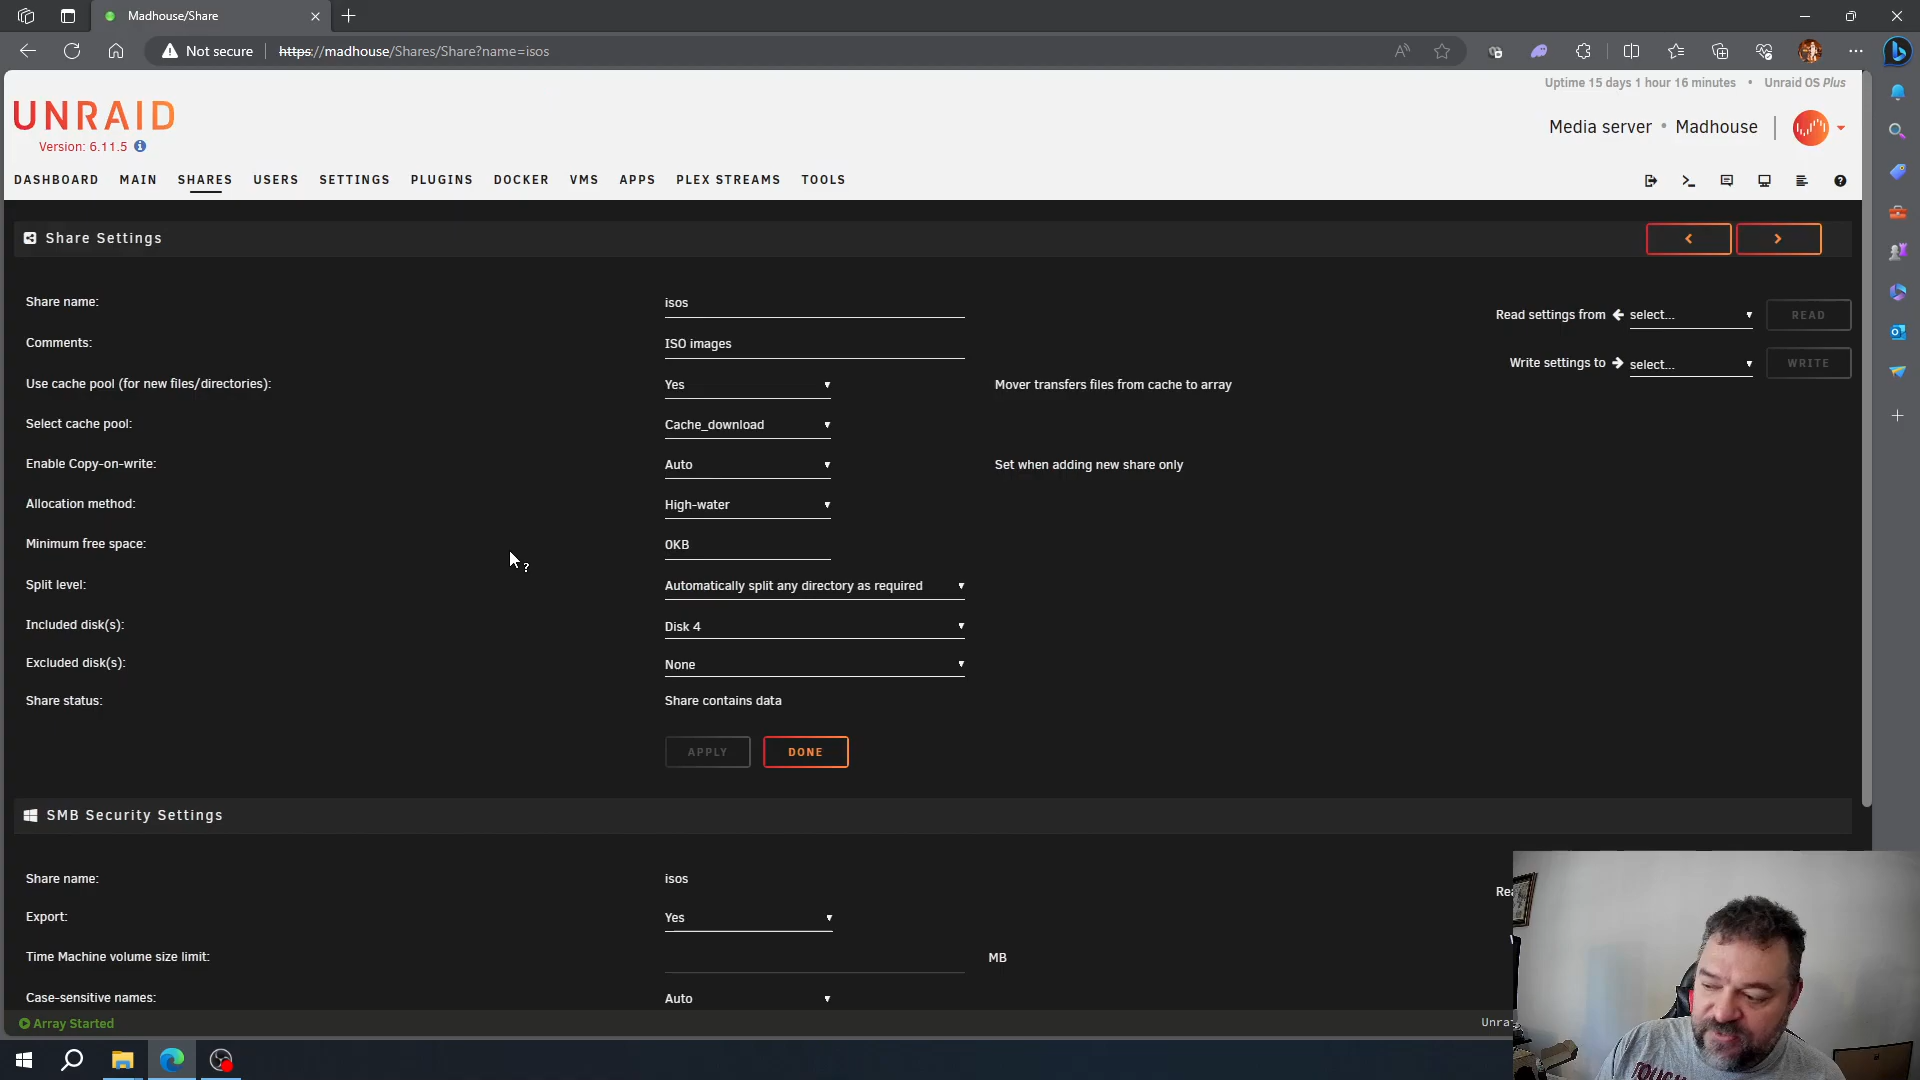 Madhouse/Share
Not secure
https://madhouse/Shares/Share?name=isos
Uptime 15 days 1 hour 16 minutes • Unraid OS Plus
UNRAID
Version: 6.11.5
Media server • Madhouse
DASHBOARD MAIN SHARES USERS SETTINGS PLUGINS DOCKER VMS APPS PLEX STREAMS TOOLS
Share Settings
Share name: isos
Read settings from select... READ
Comments: ISO images
Write settings to select... WRITE
Use cache pool (for new files/directories): Yes Mover transfers files from cache to array
Select cache pool: Cache_download
Enable Copy-on-write: Auto Set when adding new share only
Allocation method: High-water
Minimum free space: 0KB
Split level: Automatically split any directory as required
Included disk(s): Disk 4
Excluded disk(s): None
Share status: Share contains data
APPLY DONE
SMB Security Settings
Share name: isos
Export: Yes
Time Machine volume size limit: MB
Case-sensitive names: Auto
Array Started